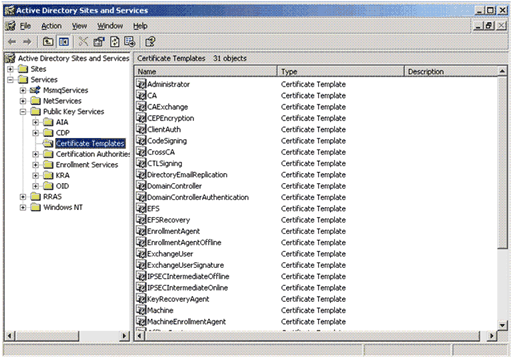 Active Directory Sites and Services
File Action View Window Help
Active Directory Sites and Services
Sites
Services
MsmqServices
NetServices
Public Key Services
AIA
CDP
Certificate Templates
Certification Authorities
Enrollment Services
KRA
OID
RRAS
Windows NT
Certificate Templates 31 objects
Name Type Description
Administrator Certificate Template
CA Certificate Template
CAExchange Certificate Template
CEPEncryption Certificate Template
ClientAuth Certificate Template
CodeSigning Certificate Template
CrossCA Certificate Template
CTLSigning Certificate Template
DirectoryEmailReplication Certificate Template
DomainController Certificate Template
DomainControllerAuthentication Certificate Template
EFS Certificate Template
EFSRecovery Certificate Template
EnrollmentAgent Certificate Template
EnrollmentAgentOffline Certificate Template
ExchangeUser Certificate Template
ExchangeUserSignature Certificate Template
IPSECIntermediateOffline Certificate Template
IPSECIntermediateOnline Certificate Template
KeyRecoveryAgent Certificate Template
Machine Certificate Template
MachineEnrollmentAgent Certificate Template